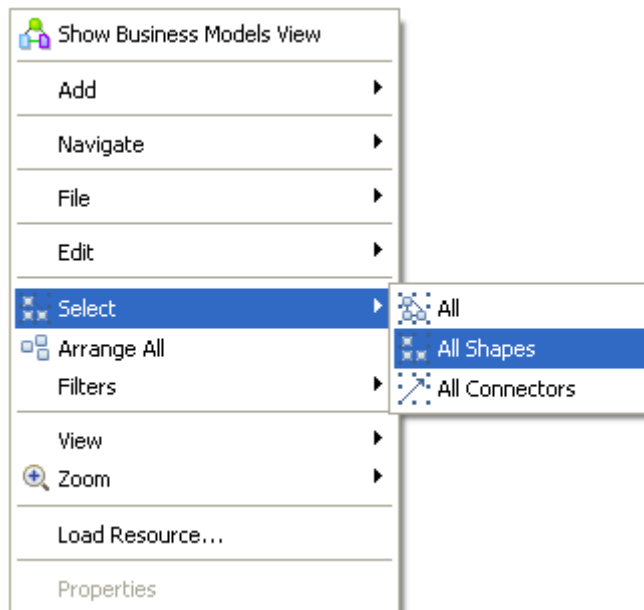 Show Business Models View
Add
Navigate
File
Edit
Select
All
Arrange All
All Shapes
Filters
All Connectors
View
Zoom
Load Resource...
Properties